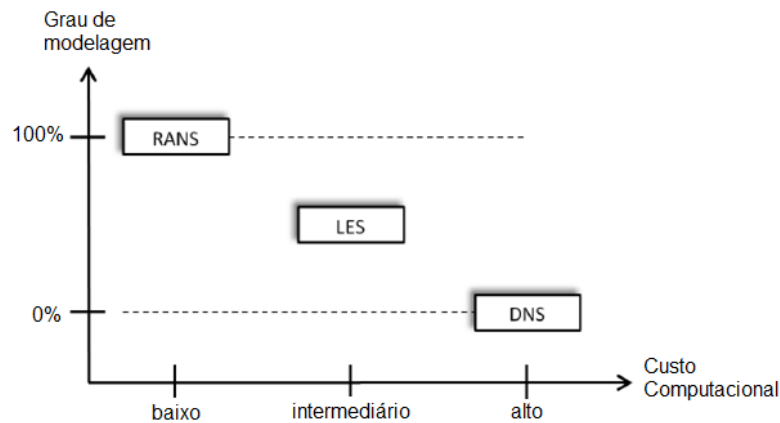 Grau de
modelagem
100%
RANS
LES
0%
DNS
baixo
intermediário
alto
Custo
Computacional